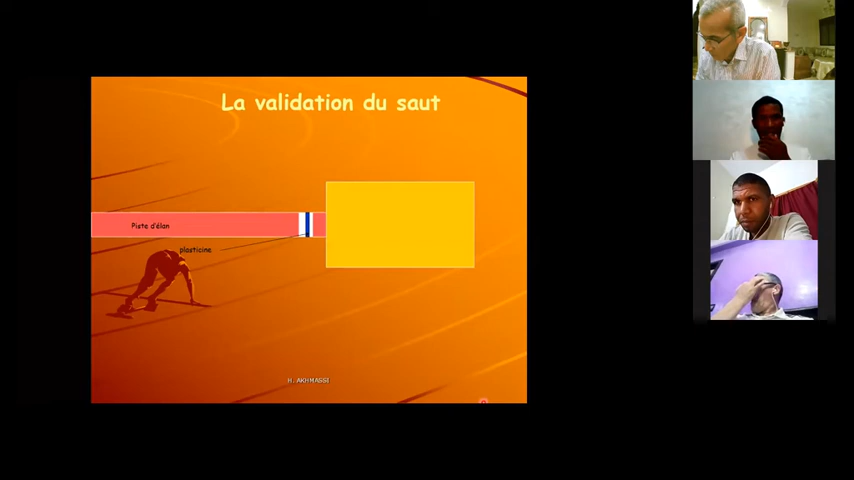 La validation du saut
Piste d'élan
plasticine
H. AKHMASSI